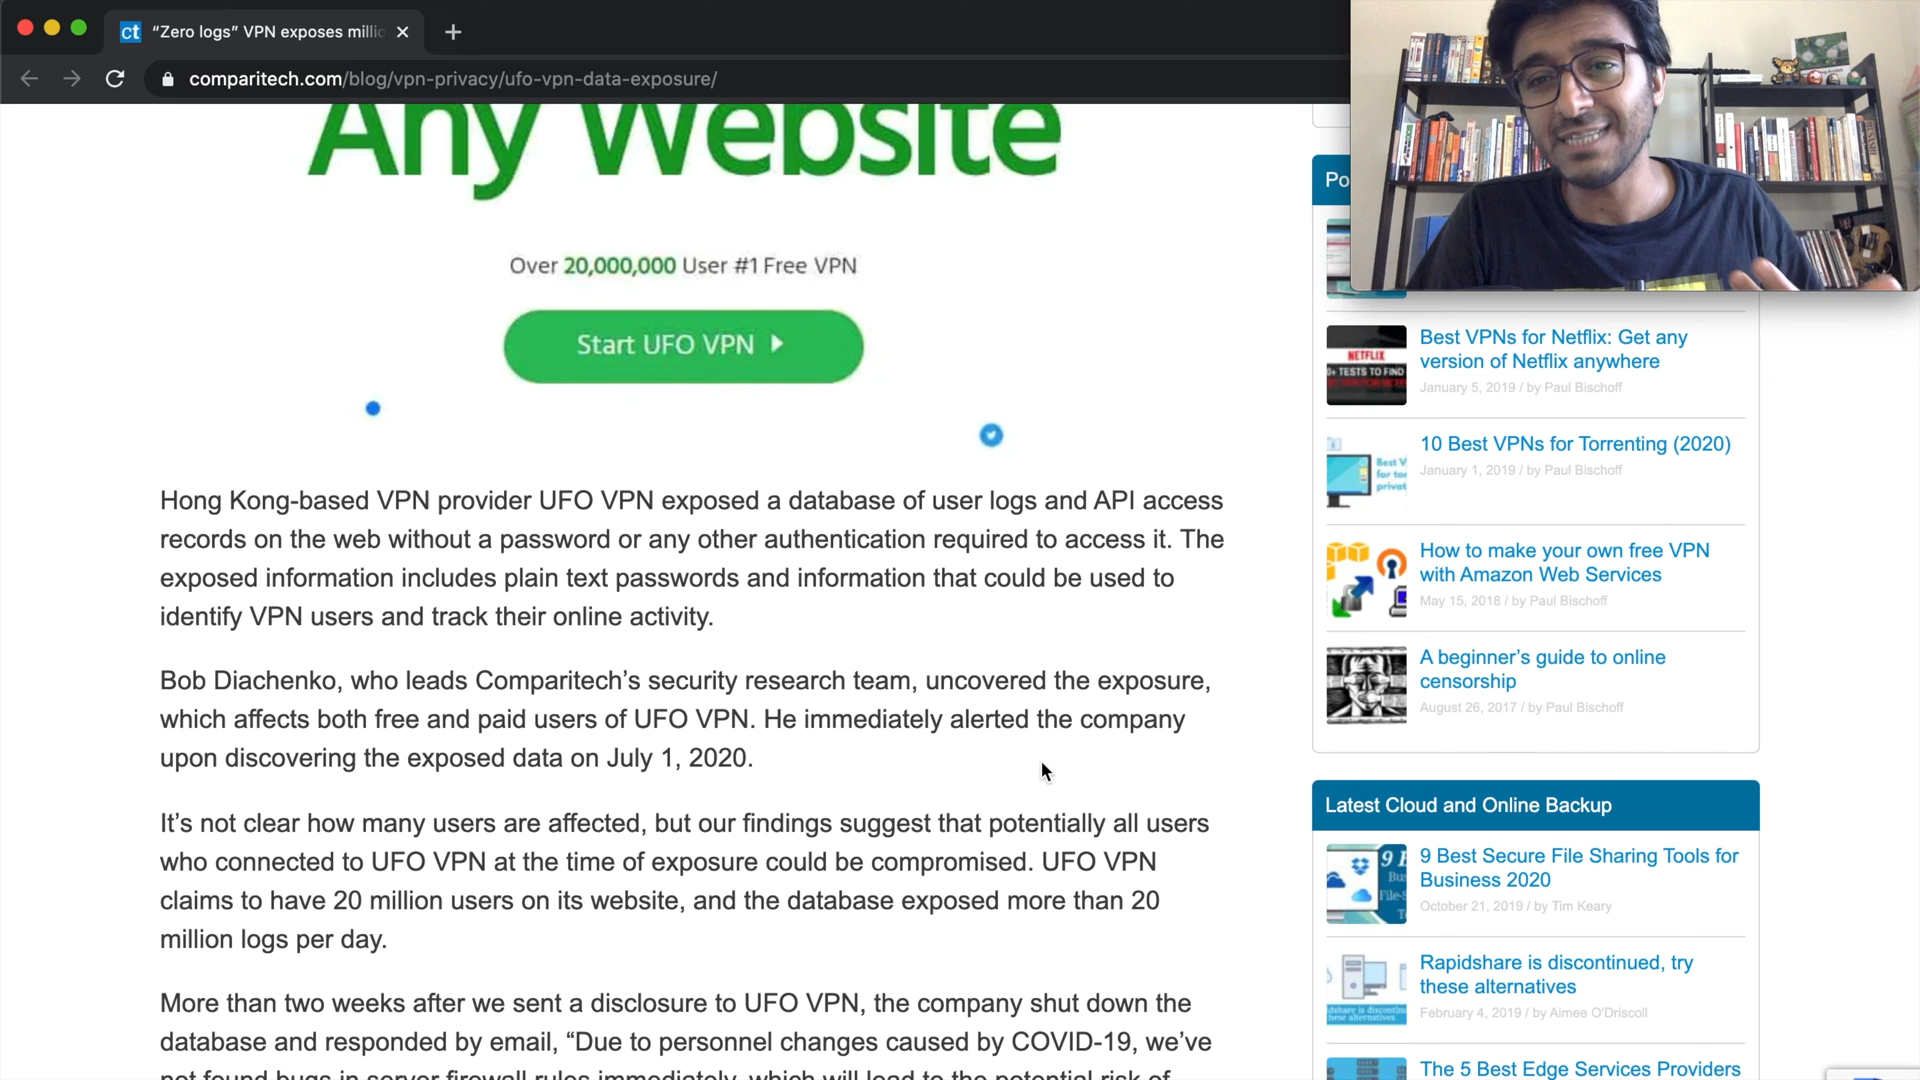 ct "Zero logs" VPN exposes millio
comparitech.com/blog/vpn-privacy/ufo-vpn-data-exposure/
Any Website
Over 20,000,000 User #1 Free VPN
Start UFO VPN
Hong Kong-based VPN provider UFO VPN exposed a database of user logs and API access
records on the web without a password or any other authentication required to access it. The
exposed information includes plain text passwords and information that could be used to
identify VPN users and track their online activity.
Bob Diachenko, who leads Comparitech’s security research team, uncovered the exposure,
which affects both free and paid users of UFO VPN. He immediately alerted the company
upon discovering the exposed data on July 1, 2020.
It’s not clear how many users are affected, but our findings suggest that potentially all users
who connected to UFO VPN at the time of exposure could be compromised. UFO VPN
claims to have 20 million users on its website, and the database exposed more than 20
million logs per day.
More than two weeks after we sent a disclosure to UFO VPN, the company shut down the
database and responded by email, “Due to personnel changes caused by COVID-19, we’ve
not found bugs in server firewall rules immediately, which will lead to the potential risk of
Po
NETFLIX
Best VPNs for Netflix: Get any
version of Netflix anywhere
January 5, 2019 / by Paul Bischoff
10 Best VPNs for Torrenting (2020)
January 1, 2019 / by Paul Bischoff
How to make your own free VPN
with Amazon Web Services
May 15, 2018 / by Paul Bischoff
A beginner’s guide to online
censorship
August 26, 2017 / by Paul Bischoff
Latest Cloud and Online Backup
9 Best Secure File Sharing Tools for
Business 2020
October 21, 2019 / by Tim Keary
Rapidshare is discontinued, try
these alternatives
February 4, 2019 / by Aimee O’Driscoll
The 5 Best Edge Services Providers